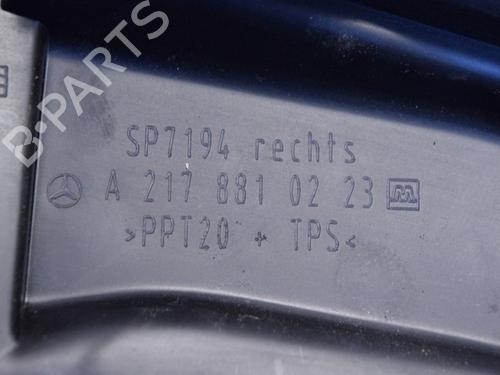 B-PARTS
SP7194 rechts
A 217 881 02 23
>PPT20 + TPS<